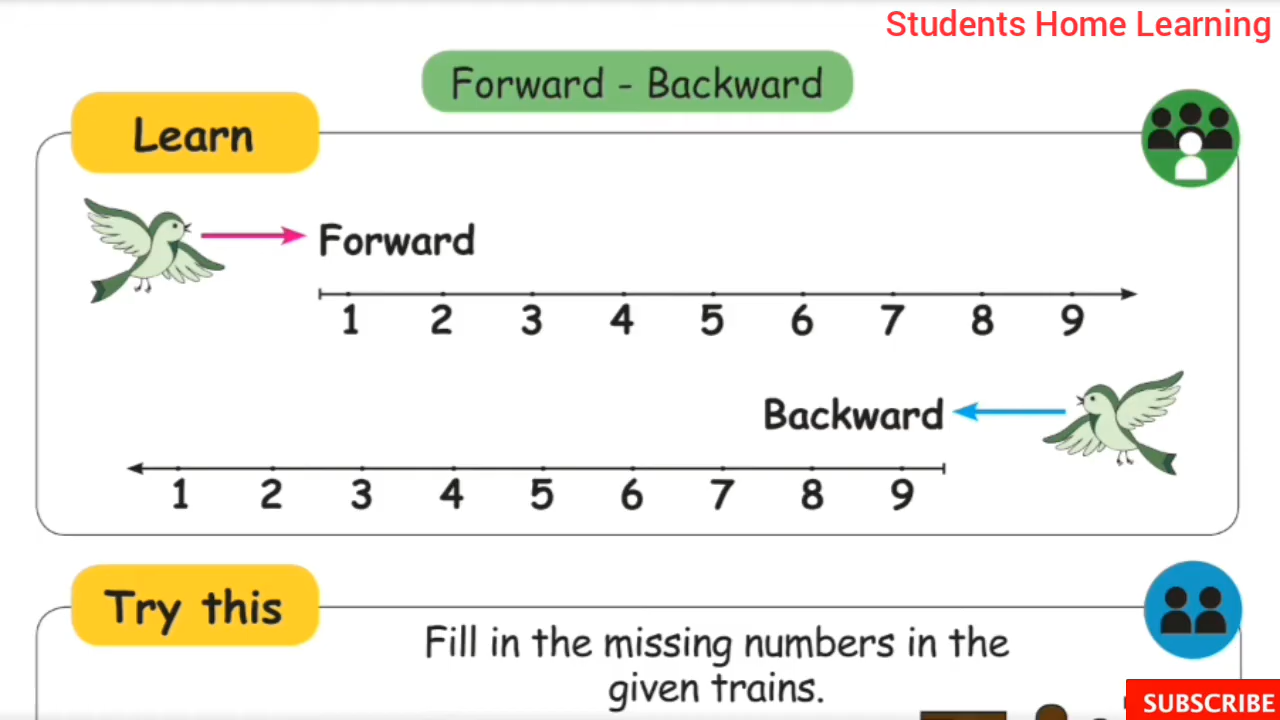 Students Home Learning
Forward - Backward
Learn
Forward
1 2 3 4 5 6 7 8 9
Backward
1 2 3 4 5 6 7 8 9
Try this
Fill in the missing numbers in the
given trains.
SUBSCRIBE